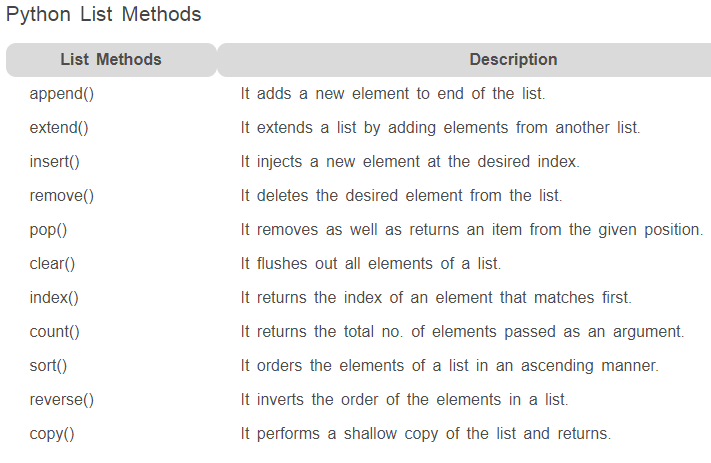 Python List Methods
List Methods Description
append() It adds a new element to end of the list.
extend() It extends a list by adding elements from another list.
insert() It injects a new element at the desired index.
remove() It deletes the desired element from the list.
pop() It removes as well as returns an item from the given position.
clear() It flushes out all elements of a list.
index() It returns the index of an element that matches first.
count() It returns the total no. of elements passed as an argument.
sort() It orders the elements of a list in an ascending manner.
reverse() It inverts the order of the elements in a list.
copy() It performs a shallow copy of the list and returns.